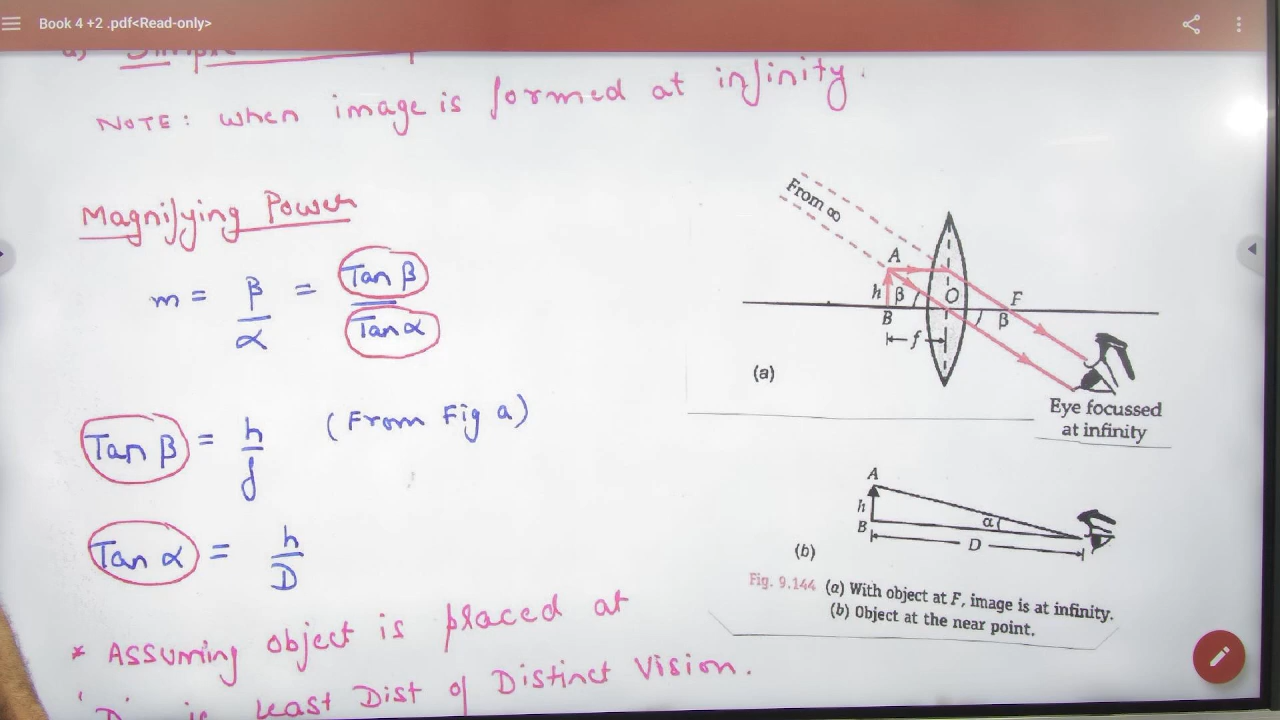 Book 4 +2 .pdf<Read-only>
a) Simple
NOTE: when image is formed at infinity.
Magnifying Power
m = β/α = Tan β/Tan α
Tan β = h/f (From Fig a)
Tan α = h/D
* Assuming object is placed at
'D' is Least Dist of Distinct Vision.
From ∞
A
h β O F
B β
f
(a)
Eye focussed
at infinity
A
h α
B
D
(b)
Fig. 9.144 (a) With object at F, image is at infinity.
(b) Object at the near point.